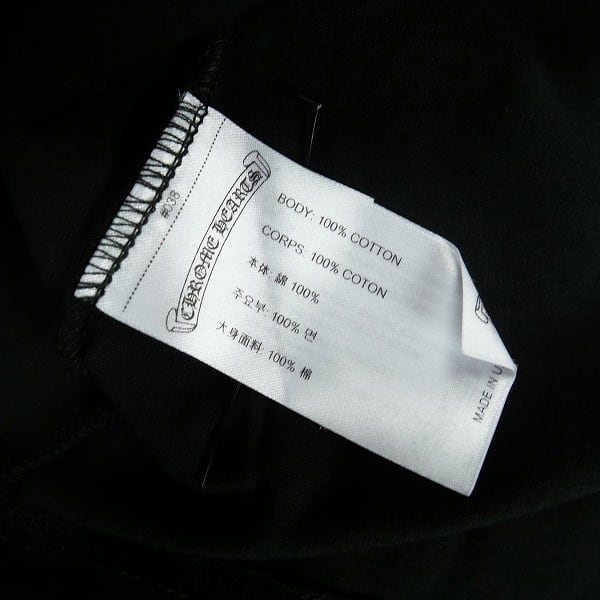 #038
CHROME HEARTS
BODY: 100% COTTON
CORPS: 100% COTON
本体: 綿 100%
주요부: 100% 면
大身面料: 100% 棉
MADE IN U